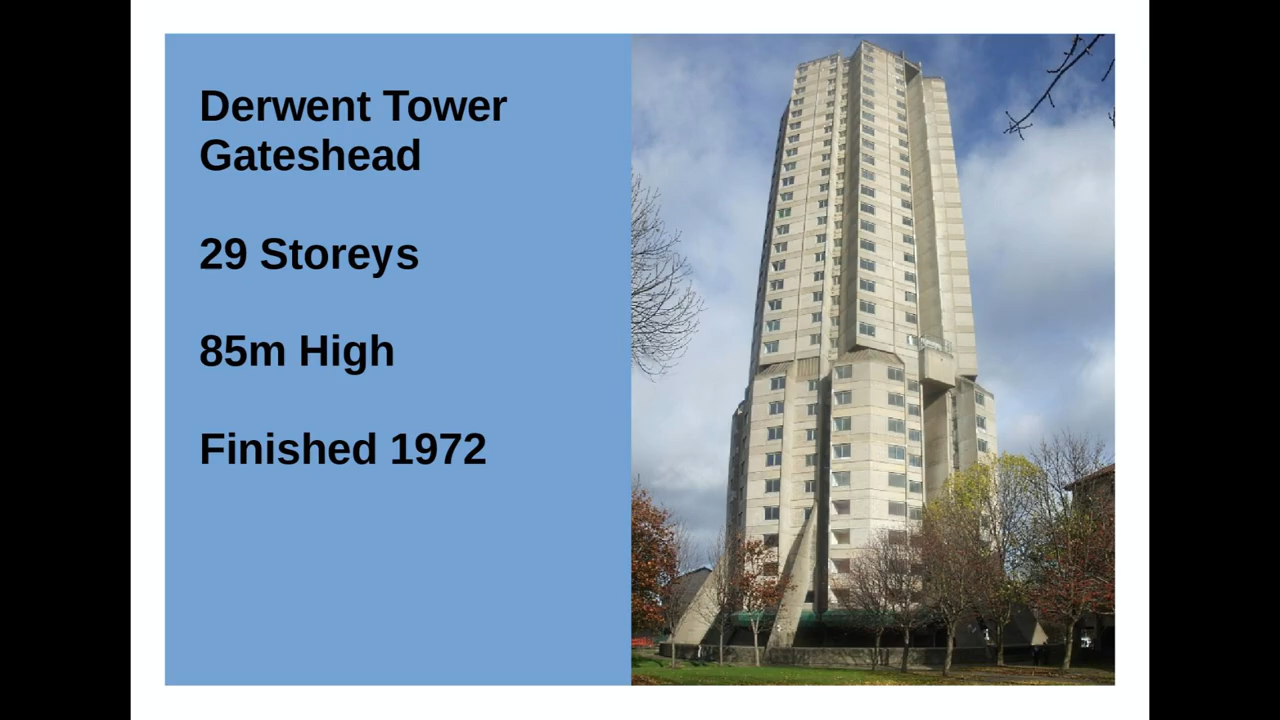 Derwent Tower
Gateshead
29 Storeys
85m High
Finished 1972